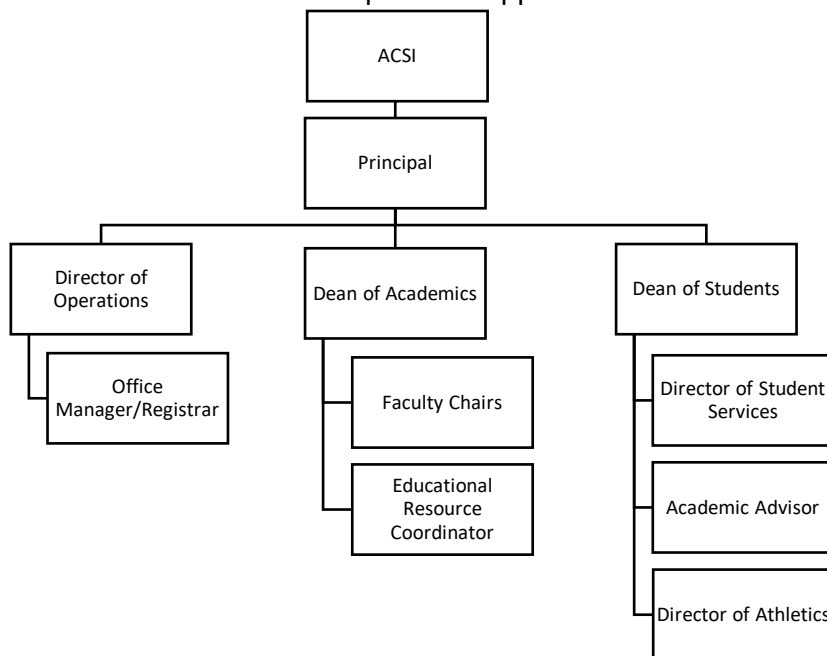 ACSI
Principal
Director of
Operations
Dean of Academics
Dean of Students
Office
Manager/Registrar
Faculty Chairs
Director of Student
Services
Educational
Resource
Coordinator
Academic Advisor
Director of Athletics